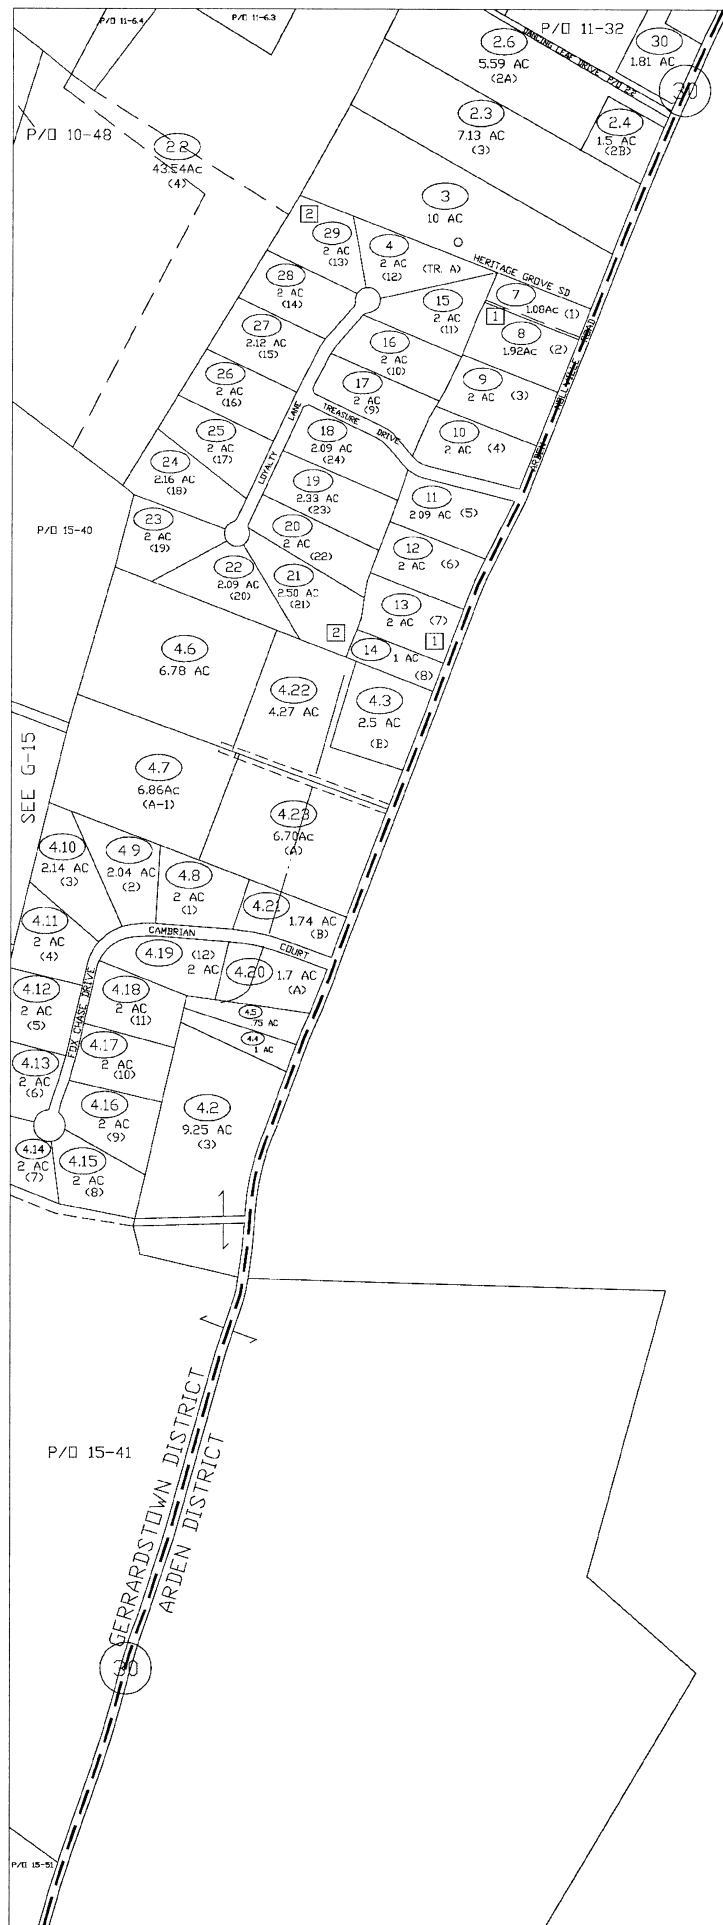 P/O 11-6.4
P/O 11-6.3
P/O 11-32
30
1.81 AC
2.6
5.59 AC
(2A)
DANCING LEAF DRIVE P/O 22
30
2.3
7.13 AC
(3)
2.4
1.5 AC
(2B)
P/O 10-48
22
43.54Ac
(4)
3
10 AC
2
29
2 AC
(13)
4
2 AC
(12)
(TR. A)
HERITAGE GROVE SD
28
2 AC
(14)
7
1.08Ac (1)
15
2 AC
(11)
1
8
1.92Ac (2)
27
2.12 AC
(15)
16
2 AC
(10)
ARDEN NOLLVILLE ROAD
26
2 AC
(16)
17
2 AC
(9)
9
2 AC (3)
LOYALTY LANE
TREASURE DRIVE
25
2 AC
(17)
18
2.09 AC
(24)
10
2 AC (4)
24
2.16 AC
(18)
19
2.33 AC
(23)
11
2.09 AC (5)
P/O 15-40
23
2 AC
(19)
20
2 AC
(22)
12
2 AC (6)
22
2.09 AC
(20)
21
2.50 AC
(21)
13
2 AC (7)
2
1
14
1 AC
(8)
4.6
6.78 AC
4.22
4.27 AC
4.3
2.5 AC
(B)
SEE G-15
4.7
6.86Ac
(A-1)
4.23
6.70Ac
(A)
4.10
2.14 AC
(3)
4.9
2.04 AC
(2)
4.8
2 AC
(1)
4.21
1.74 AC
(B)
4.11
2 AC
(4)
CAMBRIAN COURT
4.19 (12)
2 AC
4.20
1.7 AC
(A)
FOX CHASE DRIVE
4.12
2 AC
(5)
4.18
2 AC
(11)
4.5
.75 AC
4.4
1 AC
4.13
2 AC
(6)
4.17
2 AC
(10)
4.16
2 AC
(9)
4.2
9.25 AC
(3)
4.14
2 AC
(7)
4.15
2 AC
(8)
P/O 15-41
GERRARDSTOWN DISTRICT
ARDEN DISTRICT
30
P/O 15-51